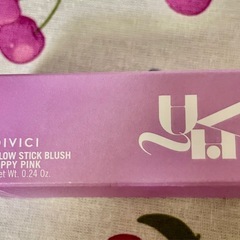 DIVICI
LOW STICK BLUSH
PPY PINK
et Wt. 0.24 Oz.